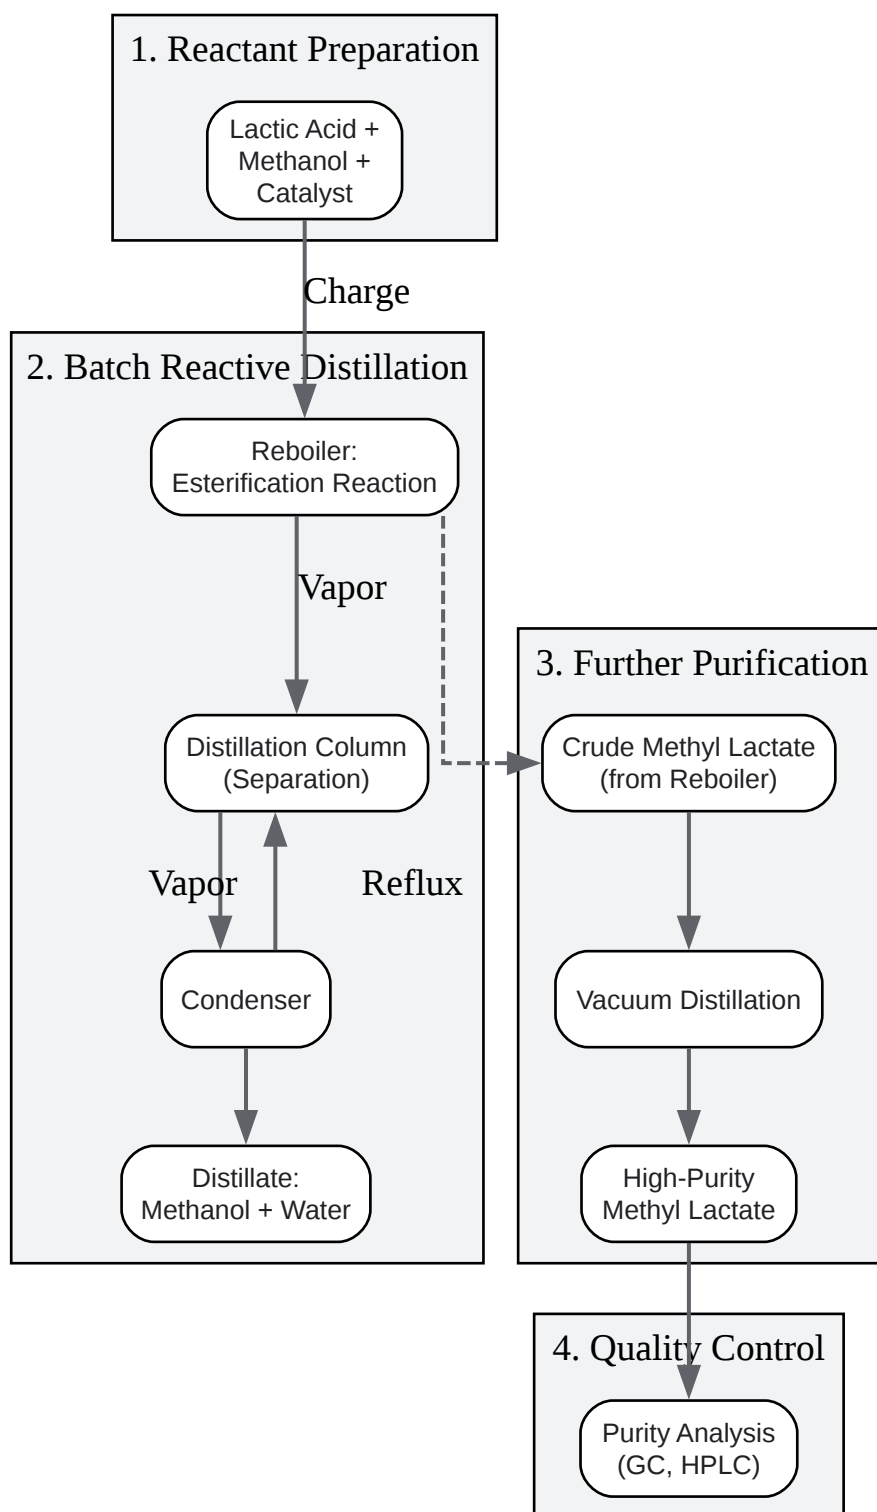 1. Reactant Preparation
Lactic Acid +
Methanol +
Catalyst
Charge
2. Batch Reactive Distillation
Reboiler:
Esterification Reaction
Vapor
Distillation Column
(Separation)
Vapor
Reflux
Condenser
Distillate:
Methanol + Water
3. Further Purification
Crude Methyl Lactate
(from Reboiler)
Vacuum Distillation
High-Purity
Methyl Lactate
4. Quality Control
Purity Analysis
(GC, HPLC)